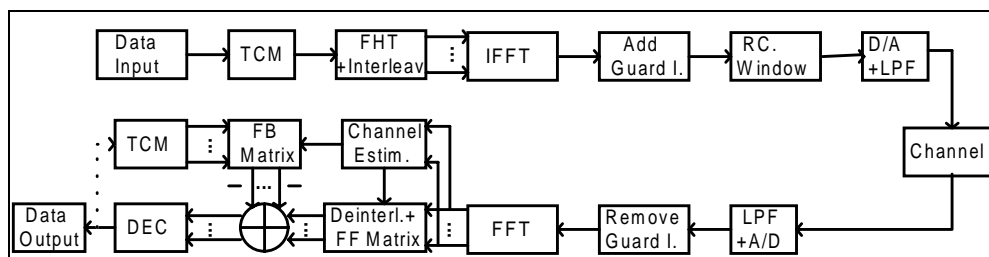 Data
Input
TCM
FHT
+Interleav
IFFT
Add
Guard I.
RC.
Window
D/A
+LPF
Channel
TCM
FB
Matrix
Channel
Estim.
Data
Output
DEC
Deinterl.+
FF Matrix
FFT
Remove
Guard I.
LPF
+A/D